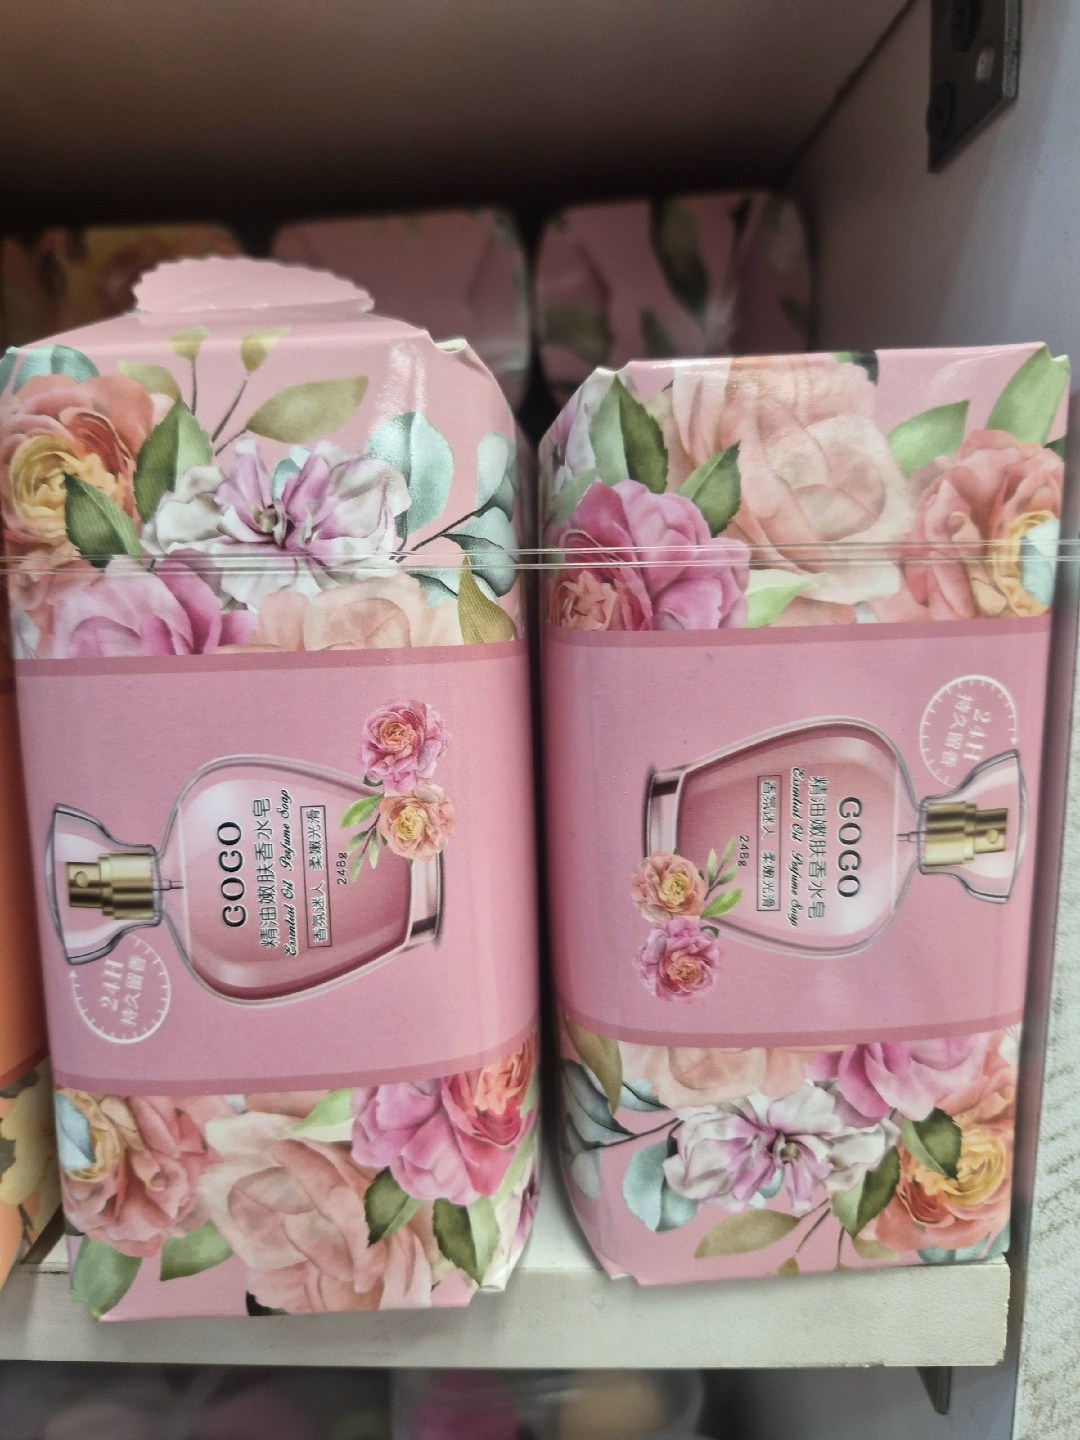 GOGO
精油嫩肤香水皂
Essential Oil Perfume Soap
香氛迷人 柔嫩光滑
248g
24H
持久留香
GOGO
精油嫩肤香水皂
Essential Oil Pefume Soap
香氛迷人 柔嫩光滑
248g
24H
持久留香